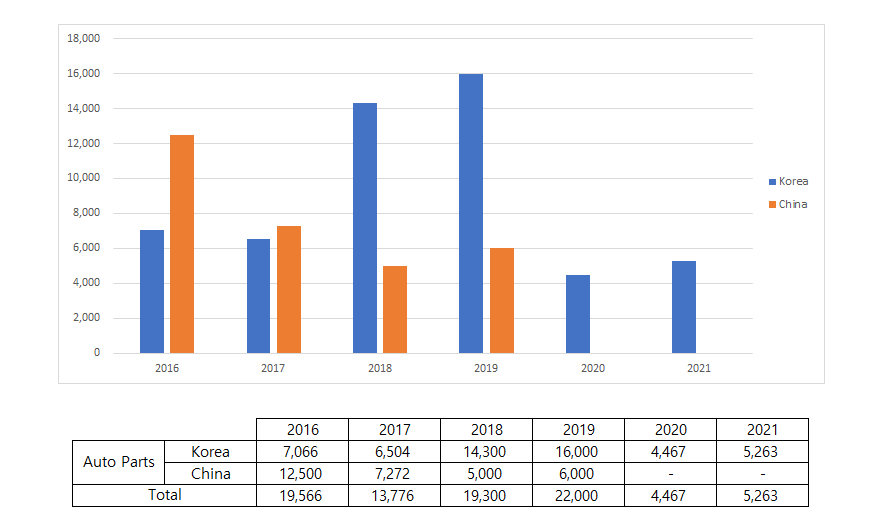 18,000
16,000
14,000
12,000
10,000
8,000
6,000
4,000
2,000
0
2016 2017 2018 2019 2020 2021
Korea
China
2016 2017 2018 2019 2020 2021
Auto Parts Korea 7,066 6,504 14,300 16,000 4,467 5,263
China 12,500 7,272 5,000 6,000 - -
Total 19,566 13,776 19,300 22,000 4,467 5,263